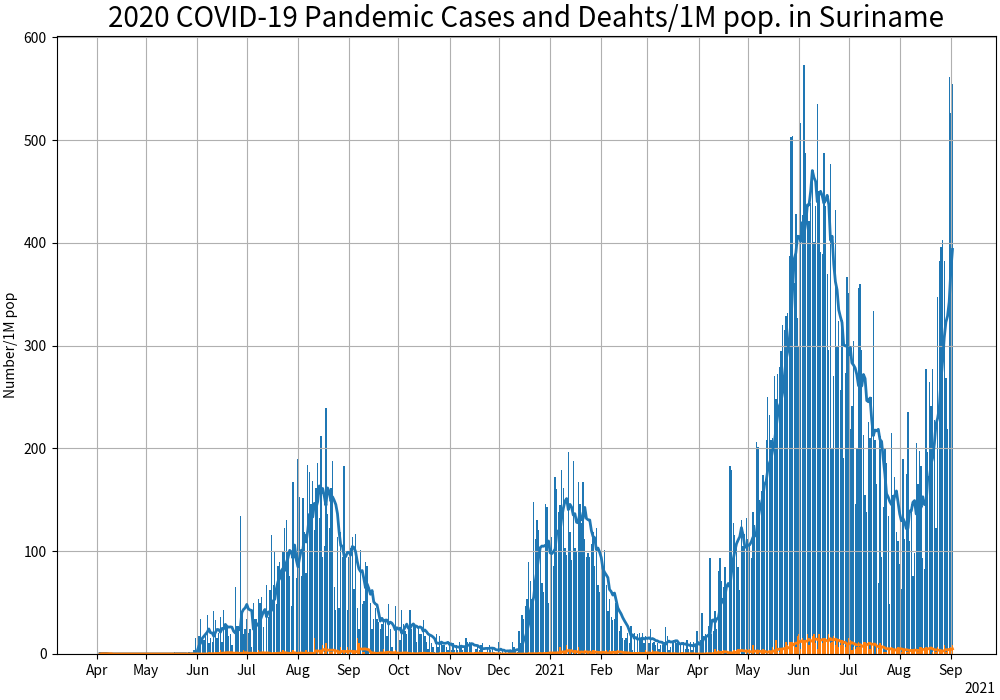 2020 COVID-19 Pandemic Cases and Deahts/1M pop. in Suriname
Number/1M pop
600
500
400
300
200
100
0
Apr May Jun Jul Aug Sep Oct Nov Dec 2021 Feb Mar Apr May Jun Jul Aug Sep
2021